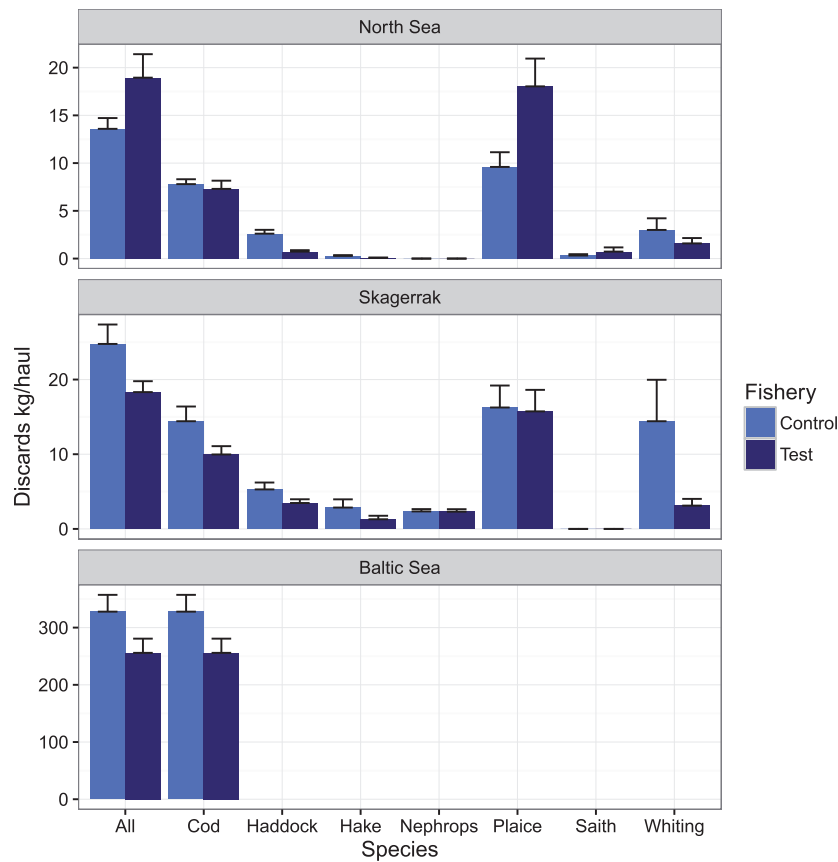 North Sea
20
15
10
5
0
Skagerrak
20
10
0
Baltic Sea
300
200
100
0
All Cod Haddock Hake Nephrops Plaice Saith Whiting
Species
Discards kg/haul
Fishery
Control
Test